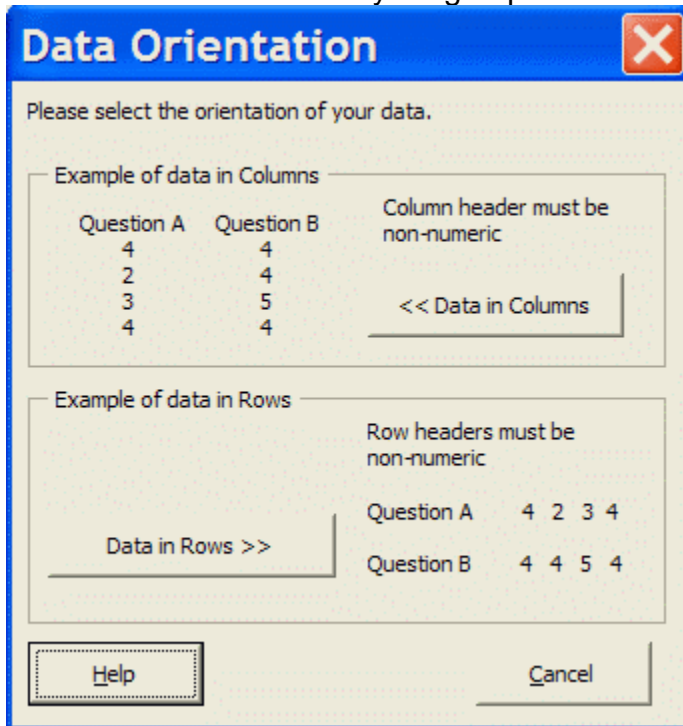 Data Orientation
Please select the orientation of your data.
Example of data in Columns
Question A Question B
4 4
2 4
3 5
4 4
Column header must be
non-numeric
<< Data in Columns
Example of data in Rows
Row headers must be
non-numeric
Question A 4 2 3 4
Question B 4 4 5 4
Data in Rows >>
Help
Cancel